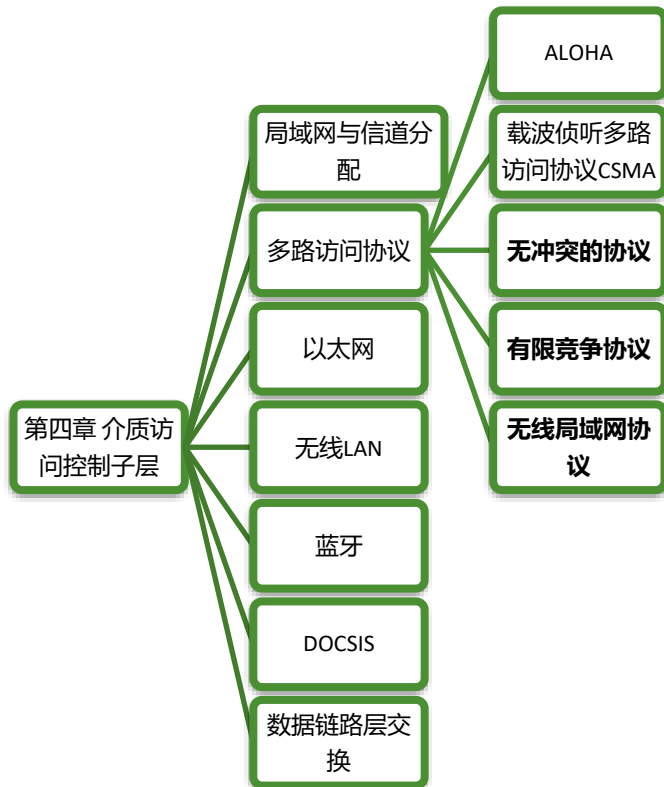 第四章 介质访
问控制子层
局域网与信道分
配
多路访问协议
以太网
无线LAN
蓝牙
DOCSIS
数据链路层交
换
ALOHA
载波侦听多路
访问协议CSMA
无冲突的协议
有限竞争协议
无线局域网协
议